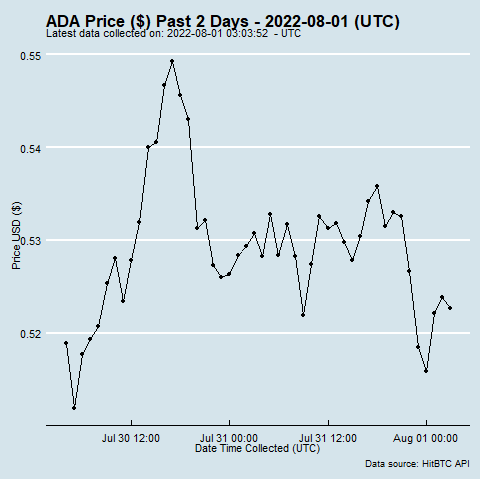 ADA Price ($) Past 2 Days - 2022-08-01 (UTC)
Latest data collected on: 2022-08-01 03:03:52 - UTC
0.55
0.54
0.53
0.52
Price USD ($)
Jul 30 12:00
Jul 31 00:00
Jul 31 12:00
Aug 01 00:00
Date Time Collected (UTC)
Data source: HitBTC API